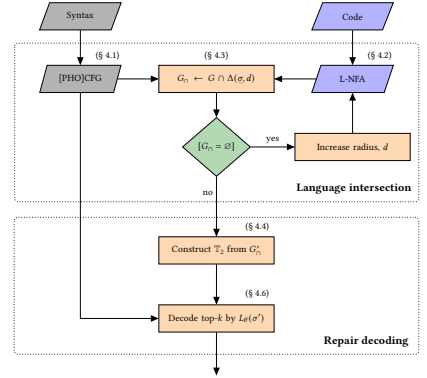 Syntax
Code
(§ 4.1)
(§ 4.3)
(§ 4.2)
[PHO]CFG
G∩ ← G ∩ Δ(σ, d)
L-NFA
[G∩ = ∅]
yes
Increase radius, d
no
Language intersection
(§ 4.4)
Construct 𝕋₂ from G′∩
(§ 4.6)
Decode top-k by Lθ(σ′)
Repair decoding